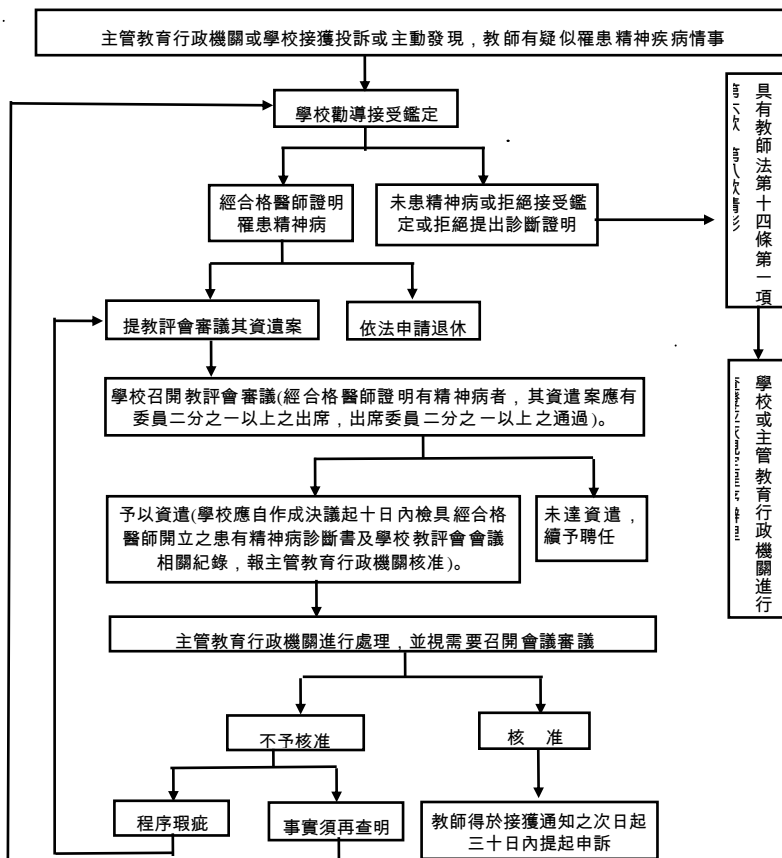 主管教育行政機關或學校接獲投訴或主動發現，教師有疑似罹患精神疾病情事
學校勸導接受鑑定
經合格醫師證明
罹患精神病
未患精神病或拒絕接受鑑
定或拒絕提出診斷證明
具有教師法第十四條第一項
第六款、第八款情形
提教評會審議其資遣案
依法申請退休
學校召開教評會審議(經合格醫師證明有精神病者，其資遣案應有
委員二分之一以上之出席，出席委員二分之一以上之通過)。
學校或主管教育行政機關進行
予以資遣(學校應自作成決議起十日內檢具經合格
醫師開立之患有精神病診斷書及學校教評會會議
相關紀錄，報主管教育行政機關核准)。
未達資遣，
續予聘任
主管教育行政機關進行處理，並視需要召開會議審議
不予核准
核　准
程序瑕疵
事實須再查明
教師得於接獲通知之次日起
三十日內提起申訴